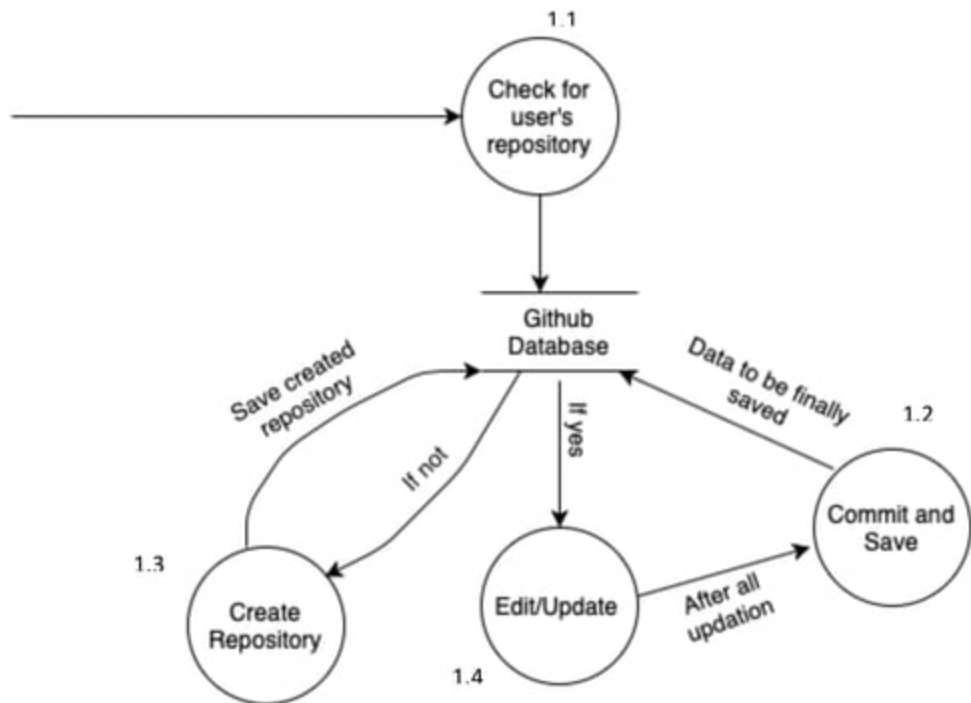 1.1
Check for
user's
repository
Github
Database
Save created
repository
If not
If yes
Data to be finally
saved
1.2
Commit and
Save
1.3
Create
Repository
Edit/Update
After all
updation
1.4